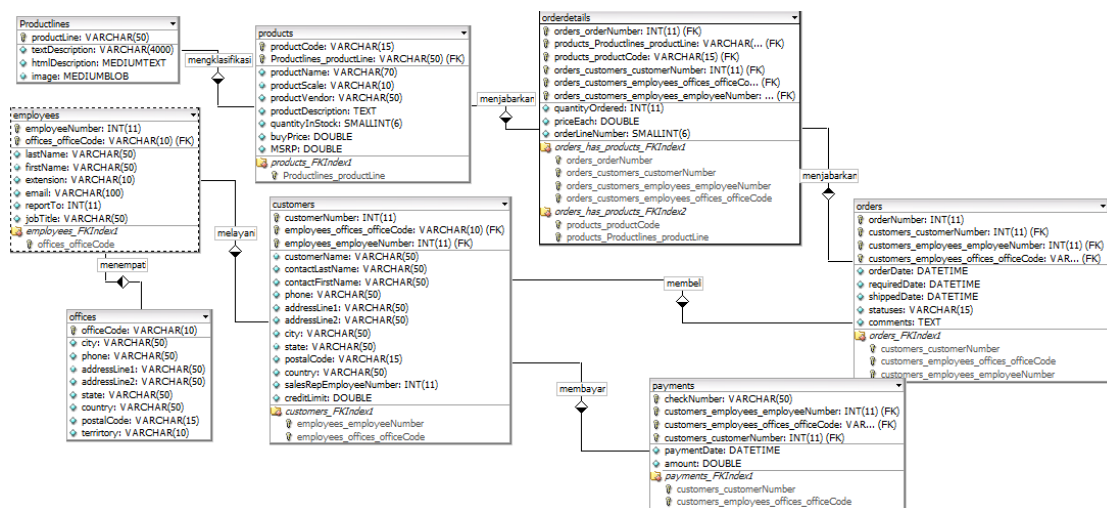 Productlines
productLine: VARCHAR(50)
textDescription: VARCHAR(4000)
htmlDescription: MEDIUMTEXT
image: MEDIUMBLOB
mengklasifikasi
products
productCode: VARCHAR(15)
Productlines_productLine: VARCHAR(50) (FK)
productName: VARCHAR(70)
productScale: VARCHAR(10)
productVendor: VARCHAR(50)
productDescription: TEXT
quantityInStock: SMALLINT(6)
buyPrice: DOUBLE
MSRP: DOUBLE
products_FKIndex1
Productlines_productLine
menjabarkan
orderdetails
orders_orderNumber: INT(11) (FK)
products_Productlines_productLine: VARCHAR(... (FK)
products_productCode: VARCHAR(15) (FK)
orders_customers_customerNumber: INT(11) (FK)
orders_customers_employees_offices_officeCo... (FK)
orders_customers_employees_employeeNumber: ... (FK)
quantityOrdered: INT(11)
priceEach: DOUBLE
orderLineNumber: SMALLINT(6)
orders_has_products_FKIndex1
orders_orderNumber
orders_customers_customerNumber
orders_customers_employees_employeeNumber
orders_customers_employees_offices_officeCode
orders_has_products_FKIndex2
products_productCode
products_Productlines_productLine
menjabarkan
employees
employeeNumber: INT(11)
offices_officeCode: VARCHAR(10) (FK)
lastName: VARCHAR(50)
firstName: VARCHAR(50)
extension: VARCHAR(10)
email: VARCHAR(100)
reportTo: INT(11)
jobTitle: VARCHAR(50)
employees_FKIndex1
offices_officeCode
melayani
menempat
customers
customerNumber: INT(11)
employees_offices_officeCode: VARCHAR(10) (FK)
employees_employeeNumber: INT(11) (FK)
customerName: VARCHAR(50)
contactLastName: VARCHAR(50)
contactFirstName: VARCHAR(50)
phone: VARCHAR(50)
addressLine1: VARCHAR(50)
addressLine2: VARCHAR(50)
city: VARCHAR(50)
state: VARCHAR(50)
postalCode: VARCHAR(15)
country: VARCHAR(50)
salesRepEmployeeNumber: INT(11)
creditLimit: DOUBLE
customers_FKIndex1
employees_employeeNumber
employees_offices_officeCode
membel
orders
orderNumber: INT(11)
customers_customerNumber: INT(11) (FK)
customers_employees_employeeNumber: INT(11) (FK)
customers_employees_offices_officeCode: VAR... (FK)
orderDate: DATETIME
requiredDate: DATETIME
shippedDate: DATETIME
statuses: VARCHAR(15)
comments: TEXT
orders_FKIndex1
customers_customerNumber
customers_employees_offices_officeCode
customers_employees_employeeNumber
offices
officeCode: VARCHAR(10)
city: VARCHAR(50)
phone: VARCHAR(50)
addressLine1: VARCHAR(50)
addressLine2: VARCHAR(50)
state: VARCHAR(50)
country: VARCHAR(50)
postalCode: VARCHAR(15)
terrirtory: VARCHAR(10)
membayar
payments
checkNumber: VARCHAR(50)
customers_employees_employeeNumber: INT(11) (FK)
customers_employees_offices_officeCode: VAR... (FK)
customers_customerNumber: INT(11) (FK)
paymentDate: DATETIME
amount: DOUBLE
payments_FKIndex1
customers_customerNumber
customers_employees_offices_officeCode